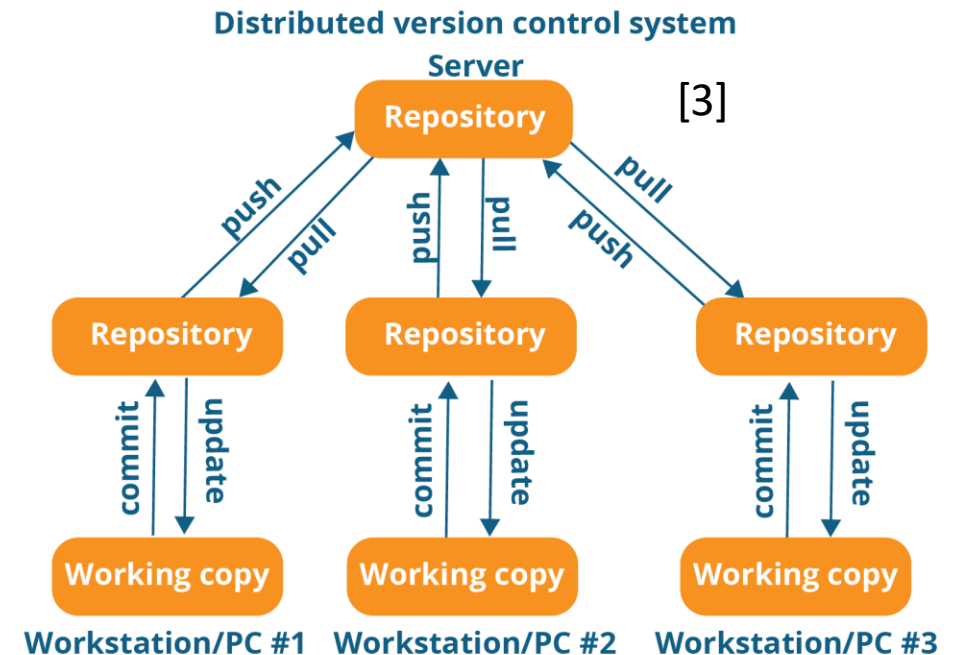 Distributed version control system
Server
[3]
Repository
push
pull
push
pull
push
pull
Repository
Repository
Repository
commit
update
commit
update
commit
update
Working copy
Working copy
Working copy
Workstation/PC #1
Workstation/PC #2
Workstation/PC #3